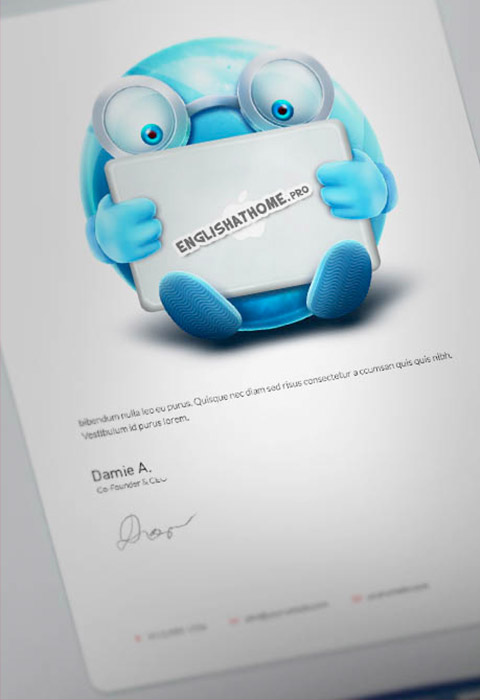 ENGLISHATHOME.PRO
bibendum nulla leo eu purus. Quisque nec diam sed risus consectetur accumsan quis quis nibh.
Vestibulum id purus lorem.
Damie A.
Co-Founder & CEO